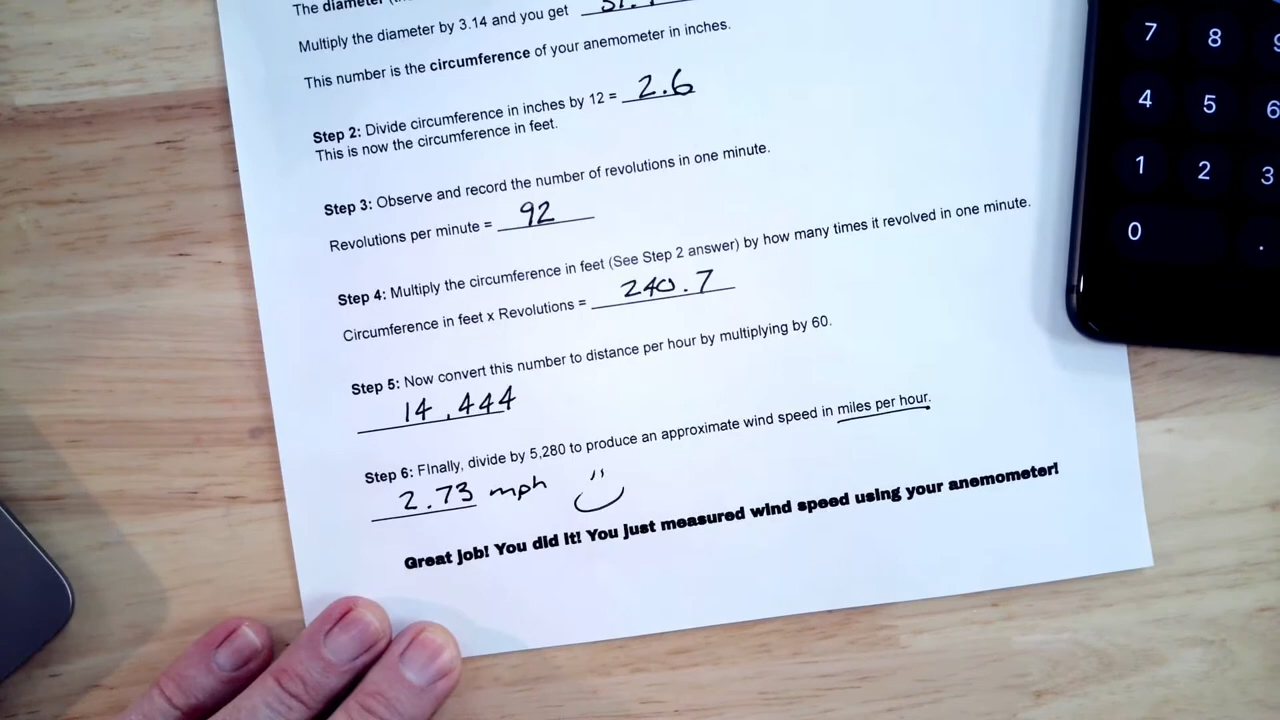 The diameter
Multiply the diameter by 3.14 and you get
This number is the circumference of your anemometer in inches.
Step 2: Divide circumference in inches by 12 = 2.6
This is now the circumference in feet.
Step 3: Observe and record the number of revolutions in one minute.
Revolutions per minute = 92
Step 4: Multiply the circumference in feet (See Step 2 answer) by how many times it revolved in one minute.
Circumference in feet x Revolutions = 240.7
Step 5: Now convert this number to distance per hour by multiplying by 60.
14,444
Step 6: FInally, divide by 5,280 to produce an approximate wind speed in miles per hour.
2.73 mph
Great job! You did it! You just measured wind speed using your anemometer!
7 8
4 5 6
1 2 3
0 .